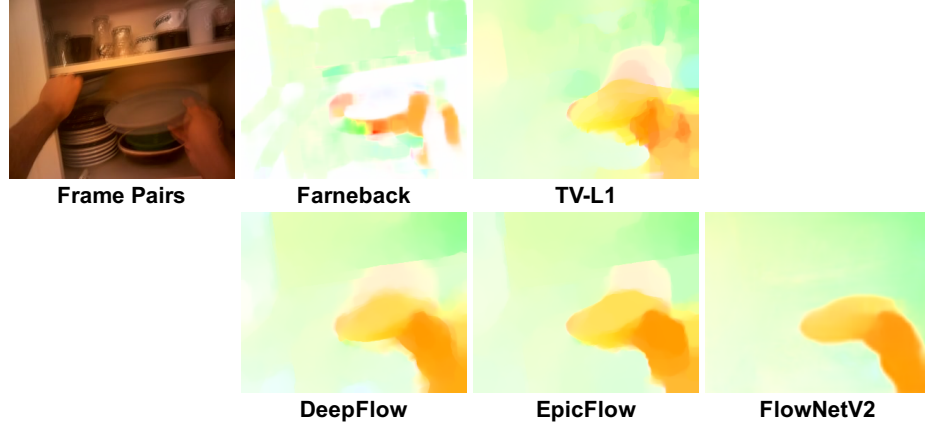 Frame Pairs
Farneback
TV-L1
DeepFlow
EpicFlow
FlowNetV2